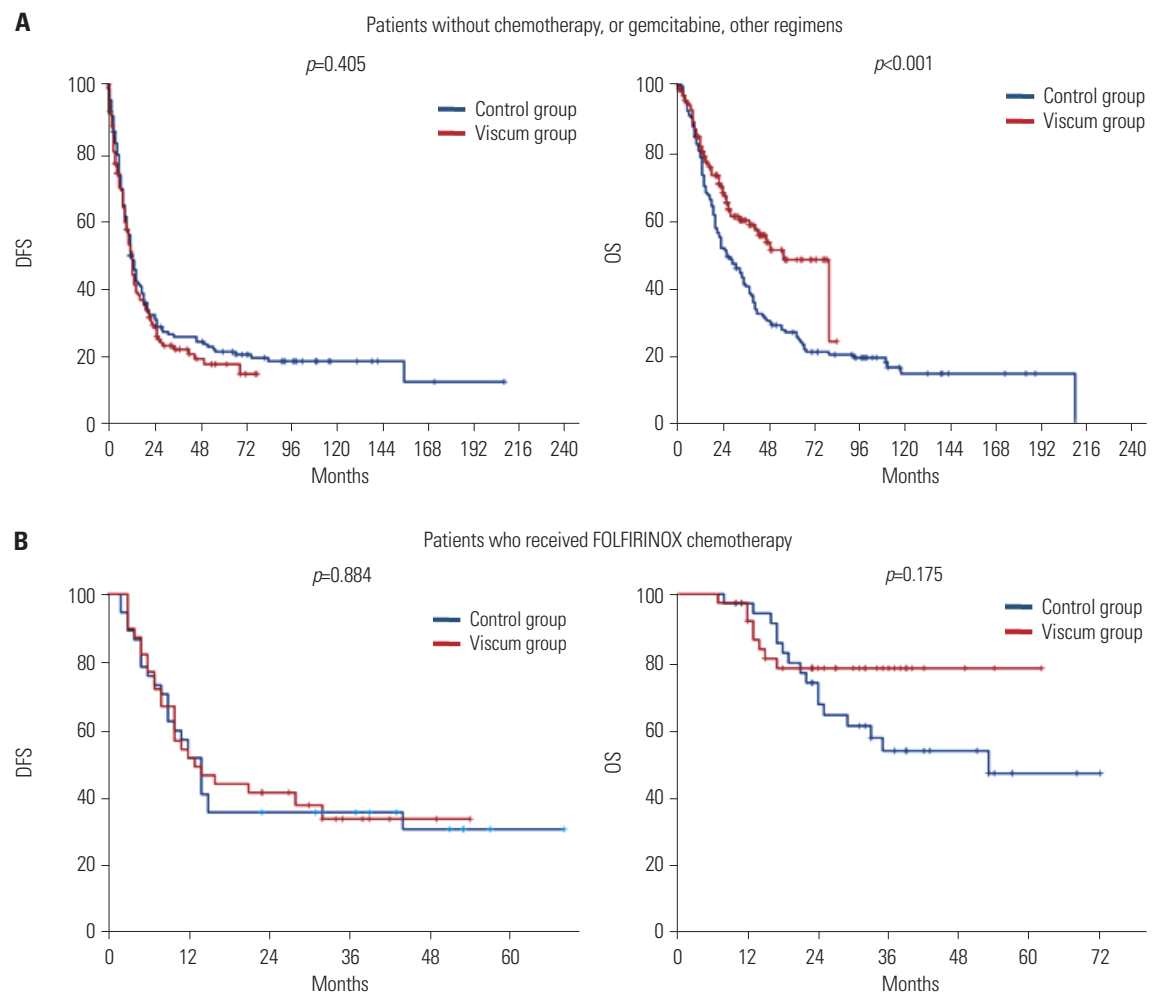 A
Patients without chemotherapy, or gemcitabine, other regimens
p=0.405
Control group
Viscum group
DFS
100
80
60
40
20
0
0 24 48 72 96 120 144 168 192 216 240
Months
p<0.001
Control group
Viscum group
OS
100
80
60
40
20
0
0 24 48 72 96 120 144 168 192 216 240
Months
B
Patients who received FOLFIRINOX chemotherapy
p=0.884
Control group
Viscum group
DFS
100
80
60
40
20
0
0 12 24 36 48 60
Months
p=0.175
Control group
Viscum group
OS
100
80
60
40
20
0
0 12 24 36 48 60 72
Months